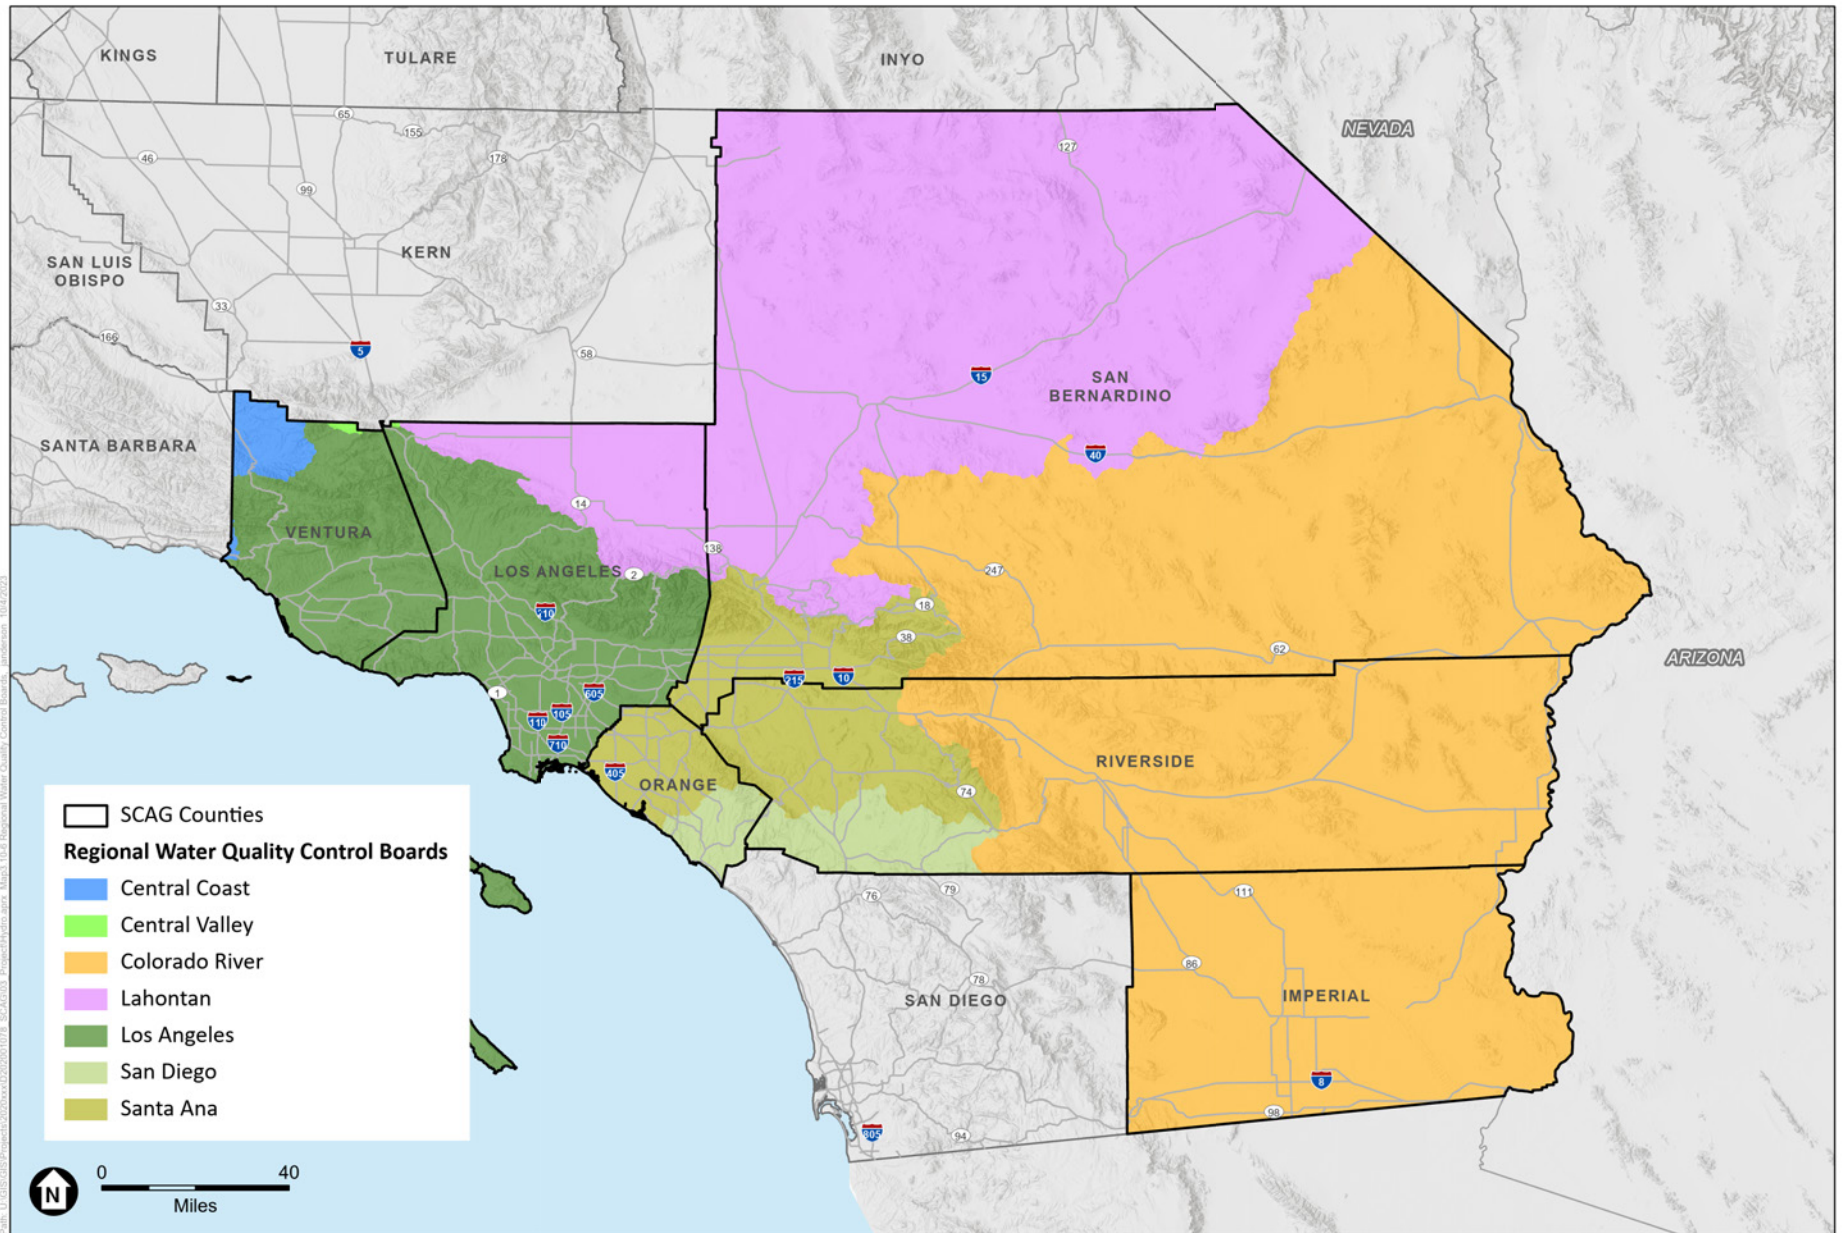 KINGS
TULARE
INYO
NEVADA
65
155
127
46
178
99
KERN
SAN LUIS
OBISPO
33
166
5
58
15
SAN
BERNARDINO
SANTA BARBARA
40
14
VENTURA
138
LOS ANGELES
2
247
210
18
38
62
ARIZONA
215
10
1
605
105
110
710
RIVERSIDE
405
ORANGE
74
SCAG Counties
Regional Water Quality Control Boards
Central Coast
Central Valley
Colorado River
Lahontan
Los Angeles
San Diego
Santa Ana
76
79
111
86
78
SAN DIEGO
IMPERIAL
8
98
805
94
N
0
40
Miles